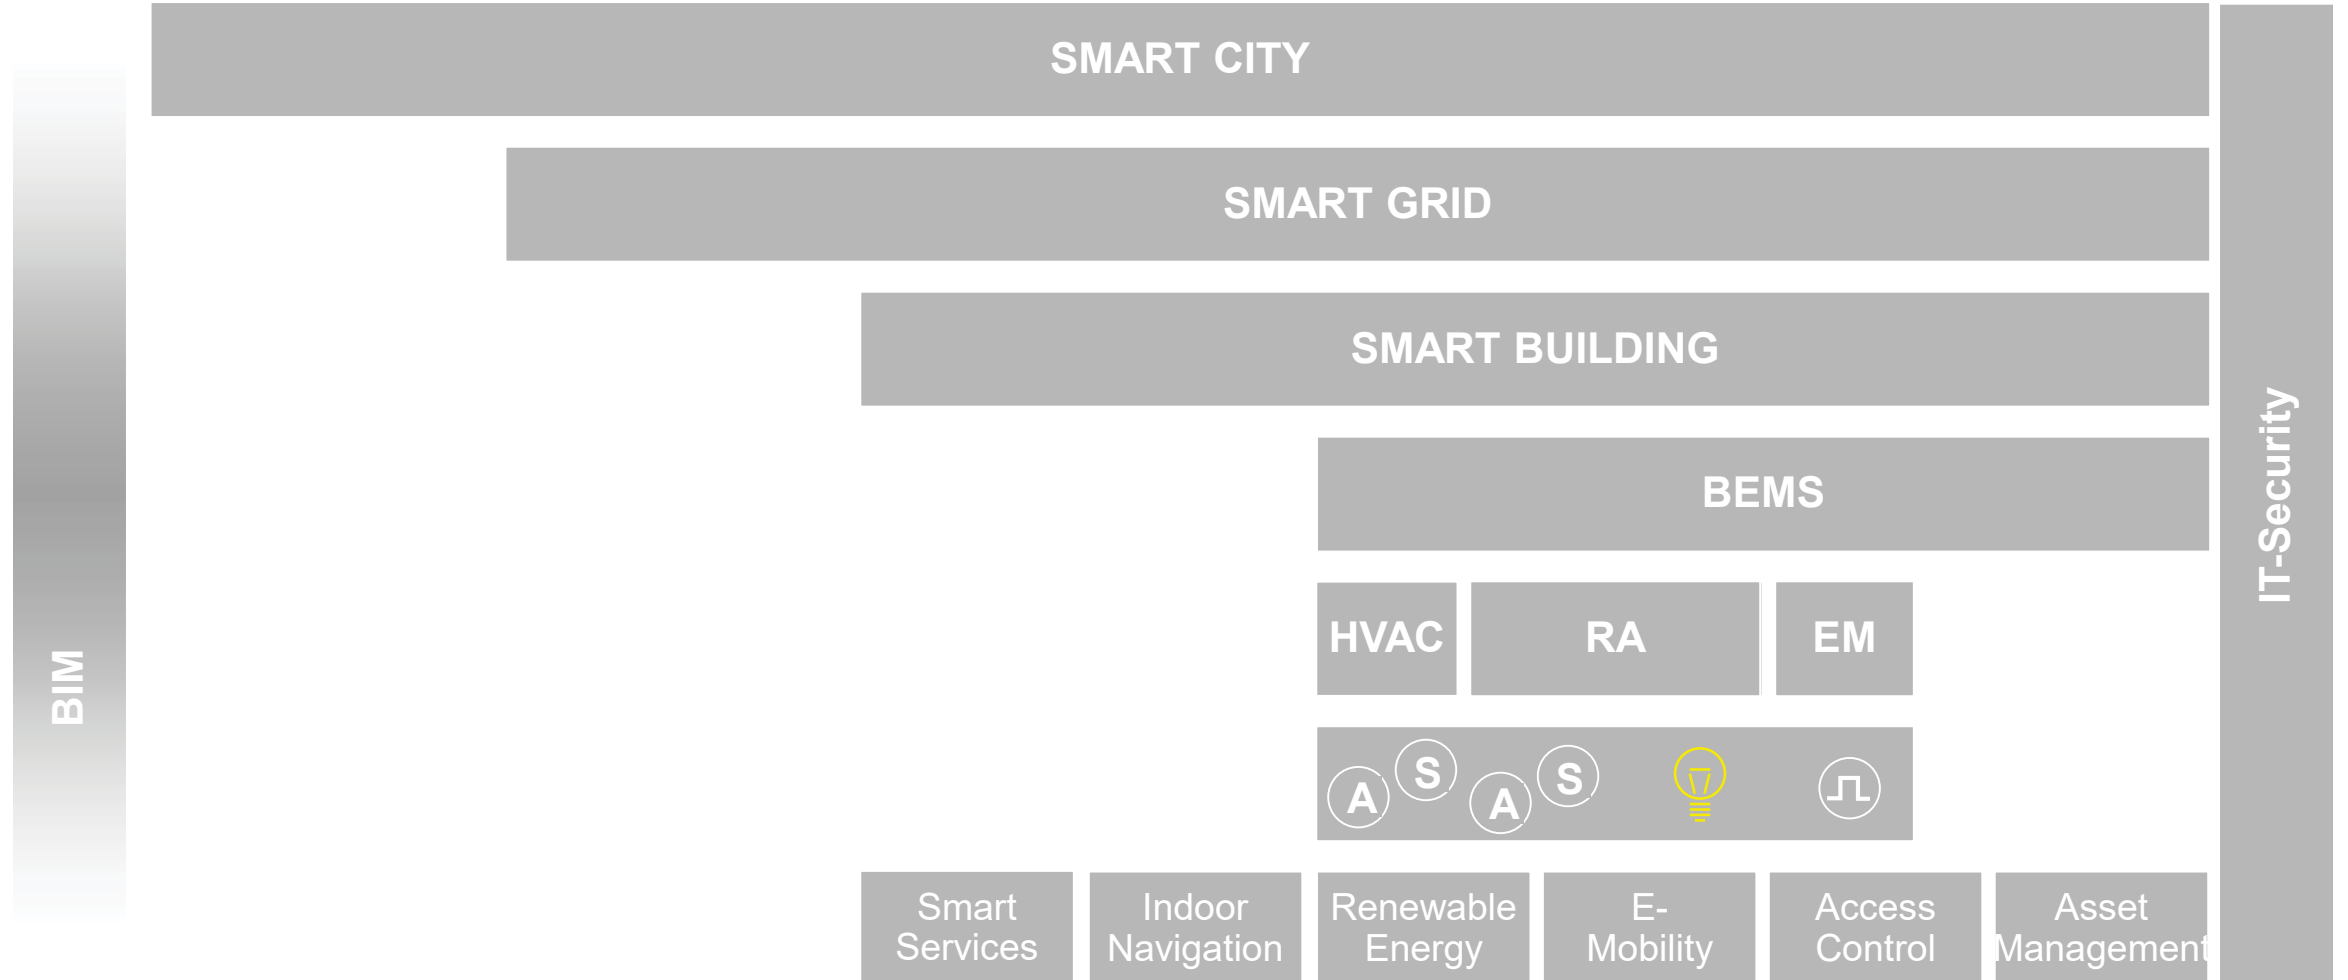 SMART CITY
SMART GRID
SMART BUILDING
BEMS
HVAC
RA
EM
A
S
A
S
Smart
Services
Indoor
Navigation
Renewable
Energy
E-
Mobility
Access
Control
Asset
Management
BIM
IT-Security